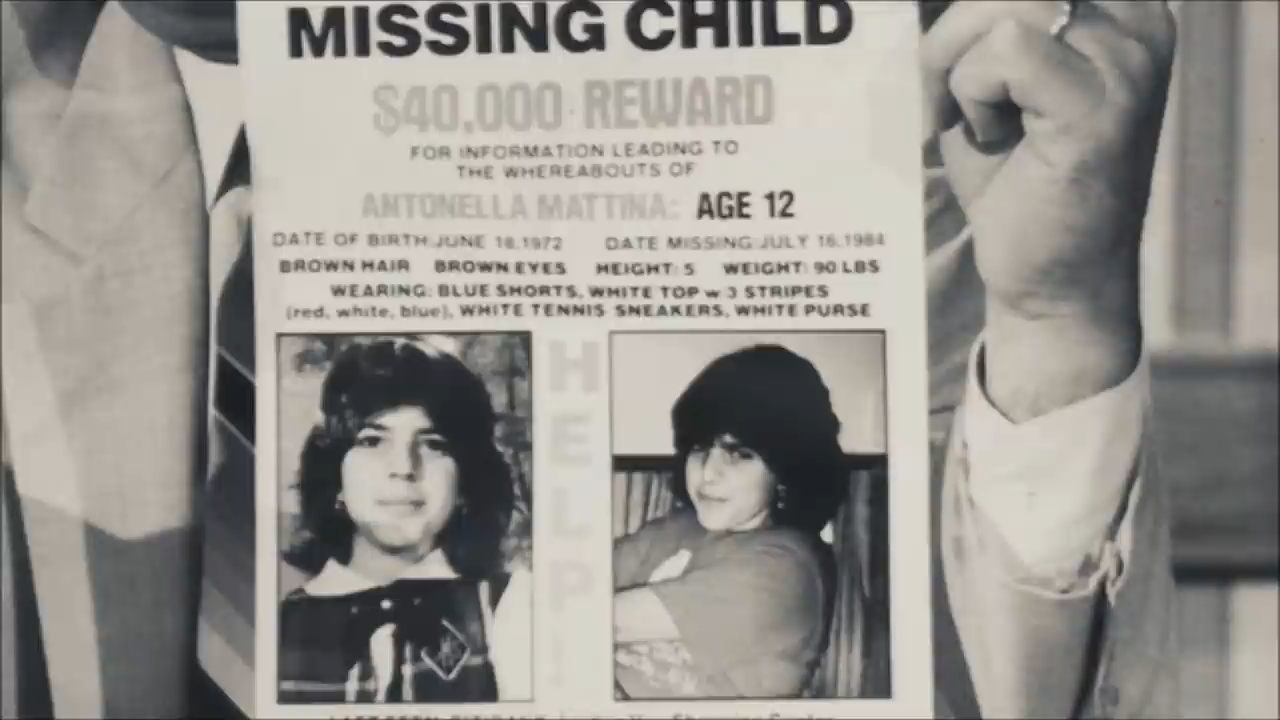 MISSING CHILD
$40,000 REWARD
FOR INFORMATION LEADING TO
THE WHEREABOUTS OF
ANTONELLA MATTINA: AGE 12
DATE OF BIRTH: JUNE 18, 1972 DATE MISSING: JULY 16, 1984
BROWN HAIR BROWN EYES HEIGHT: 5 WEIGHT: 90 LBS
WEARING: BLUE SHORTS, WHITE TOP w 3 STRIPES
(red, white, blue), WHITE TENNIS SNEAKERS, WHITE PURSE
HELP!